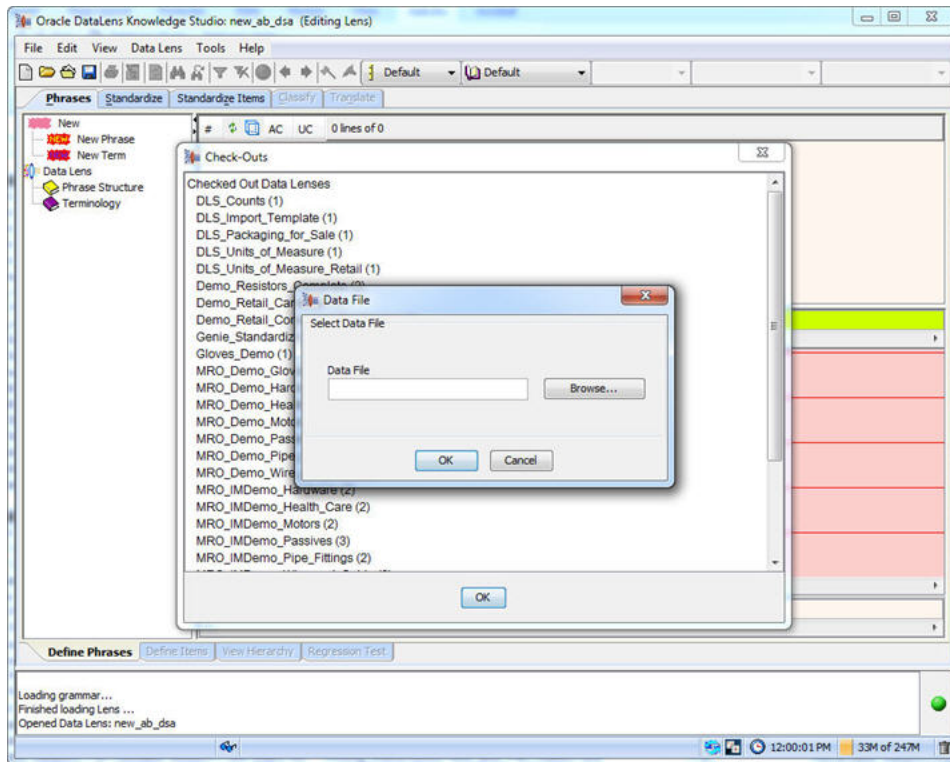 Oracle DataLens Knowledge Studio: new_ab_dsa (Editing Lens)
File Edit View Data Lens Tools Help
Default Default
Phrases Standardize Standardize Items Classify Translate
New
New Phrase
New Term
Data Lens
Phrase Structure
Terminology
# AC UC 0 lines of 0
Check-Outs
Checked Out Data Lenses
DLS_Counts (1)
DLS_Import_Template (1)
DLS_Packaging_for_Sale (1)
DLS_Units_of_Measure (1)
DLS_Units_of_Measure_Retail (1)
Demo_Resistors_Complete
Demo_Retail_Car
Demo_Retail_Co
Genie_Standardiz
Gloves_Demo (1)
MRO_Demo_Glov
MRO_Demo_Hard
MRO_Demo_Heal
MRO_Demo_Moto
MRO_Demo_Pass
MRO_Demo_Pipe
MRO_Demo_Wire
MRO_IMDemo_Hardware (2)
MRO_IMDemo_Health_Care (2)
MRO_IMDemo_Motors (2)
MRO_IMDemo_Passives (3)
MRO_IMDemo_Pipe_Fittings (2)
OK
Data File
Select Data File
Data File
Browse...
OK Cancel
Define Phrases Define Items View Hierarchy Regression Test
Loading grammar...
Finished loading Lens ...
Opened Data Lens: new_ab_dsa
12:00:01 PM 33M of 247M